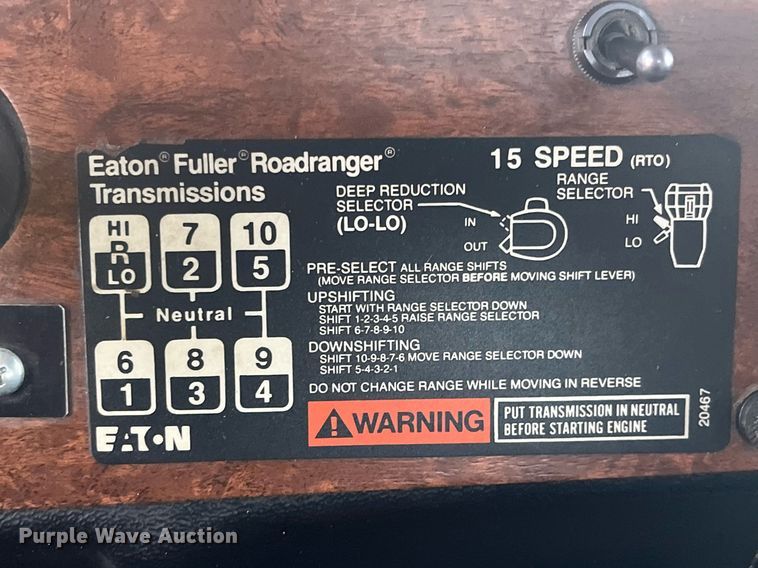 Eaton® Fuller® Roadranger®
Transmissions
15 SPEED (RTO)
DEEP REDUCTION
SELECTOR
(LO-LO)
IN
OUT
RANGE
SELECTOR
HI
LO
HI 7 10
R
LO 2 5
Neutral
6 8 9
1 3 4
PRE-SELECT ALL RANGE SHIFTS
(MOVE RANGE SELECTOR BEFORE MOVING SHIFT LEVER)
UPSHIFTING
START WITH RANGE SELECTOR DOWN
SHIFT 1-2-3-4-5 RAISE RANGE SELECTOR
SHIFT 6-7-8-9-10
DOWNSHIFTING
SHIFT 10-9-8-7-6 MOVE RANGE SELECTOR DOWN
SHIFT 5-4-3-2-1
DO NOT CHANGE RANGE WHILE MOVING IN REVERSE
WARNING
PUT TRANSMISSION IN NEUTRAL
BEFORE STARTING ENGINE
EATON
20467
Purple Wave Auction